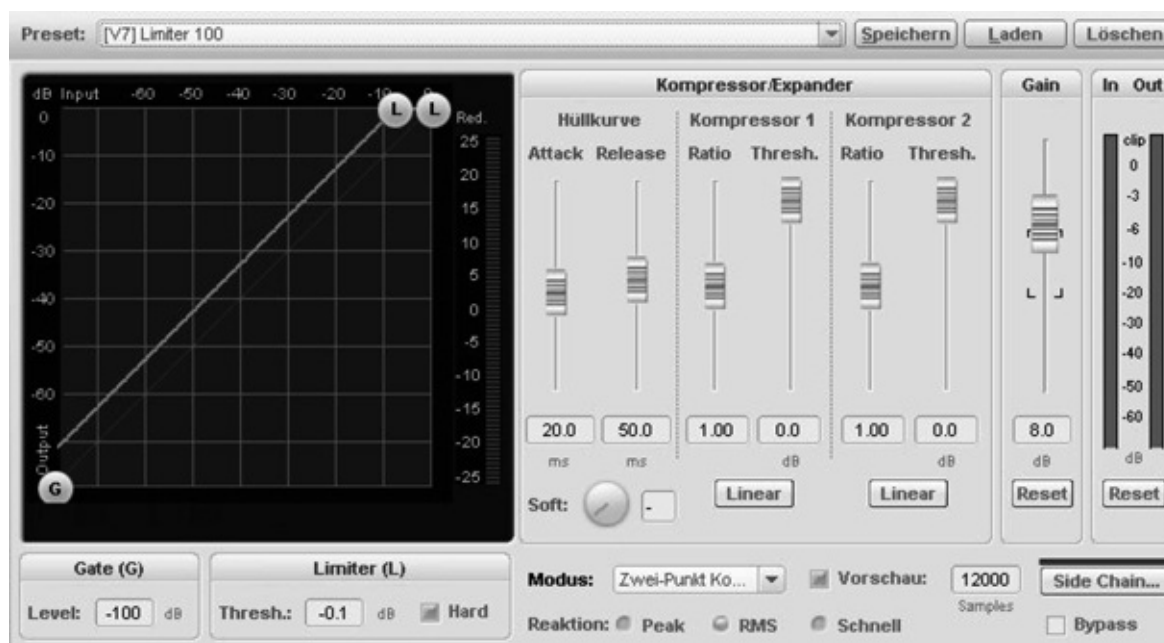 Preset: [V7] Limiter 100 Speichern Laden Löschen
dB Input -60 -50 -40 -30 -20 -10 0
L L
0
-10
-20
-30
-40
-50
-60
Output
G
Red.
25
20
15
10
5
0
-5
-10
-15
-20
-25
Kompressor/Expander
Hüllkurve Kompressor 1 Kompressor 2
Attack Release Ratio Thresh. Ratio Thresh.
20.0 50.0 1.00 0.0 1.00 0.0
ms ms dB dB
Soft: - Linear Linear
Gain
8.0
dB
Reset
In Out
clip
0
-3
-6
-10
-20
-30
-40
-50
-60
dB
Reset
Gate (G)
Level: -100 dB
Limiter (L)
Thresh.: -0.1 dB Hard
Modus: Zwei-Punkt Ko... Vorschau: 12000 Side Chain...
Samples
Reaktion: Peak RMS Schnell Bypass